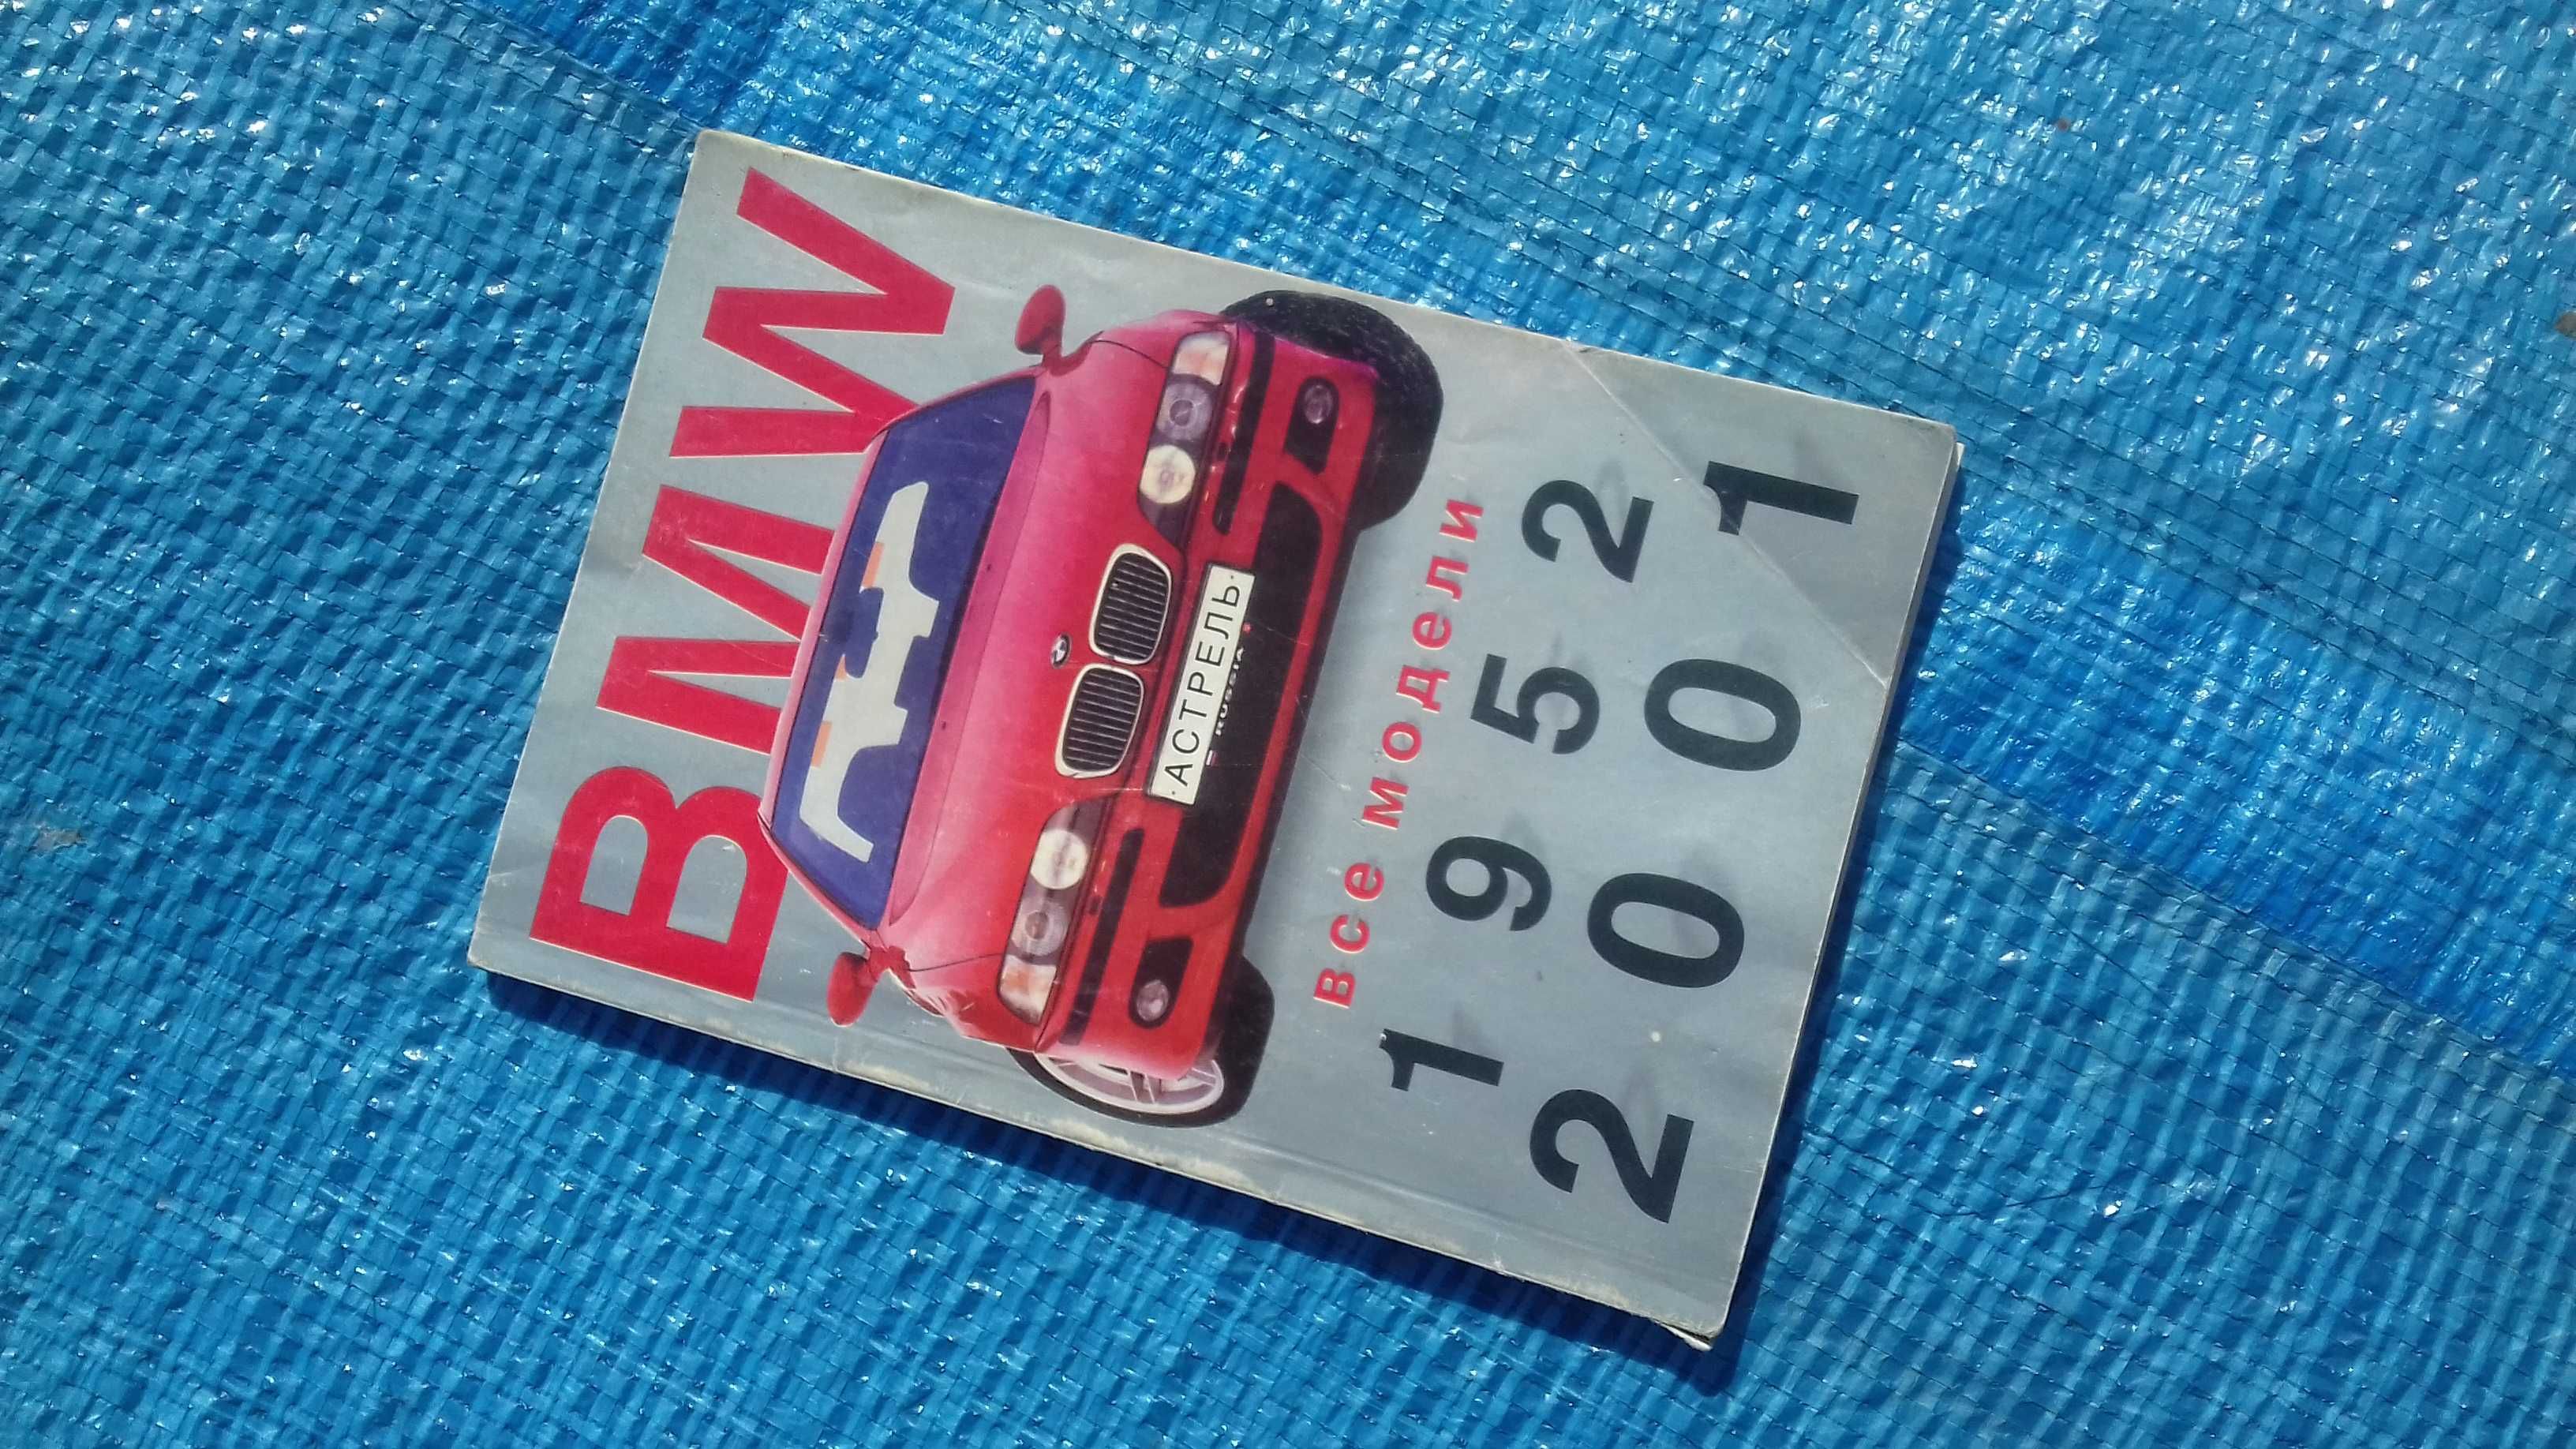 BMW
·АСТРЕЛЬ·
RUSSIA
все модели
1952
2001